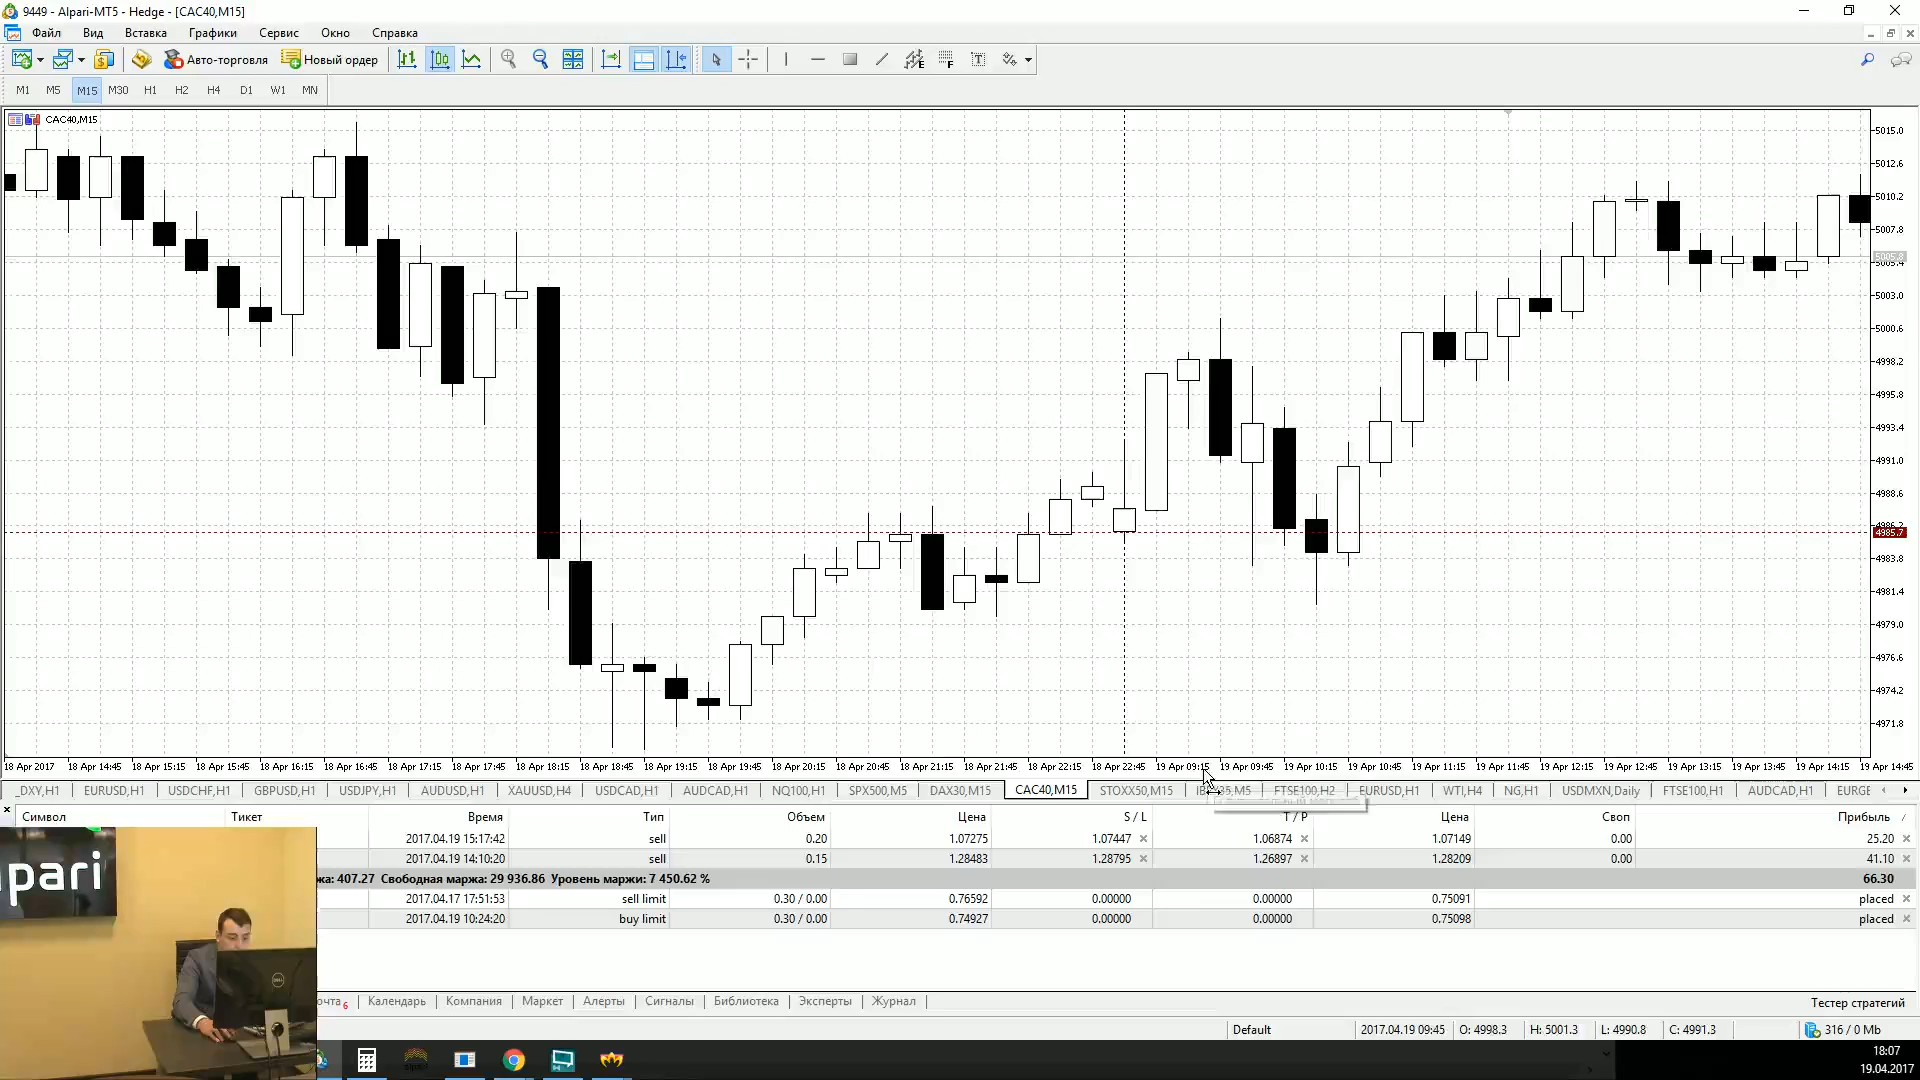 9449 - Alpari-MT5 - Hedge - [CAC40,M15]
Файл Вид Вставка Графики Сервис Окно Справка
Авто-торговля Новый ордер
M1 M5 M15 M30 H1 H2 H4 D1 W1 MN
CAC40,M15
5015.0
5012.6
5010.2
5007.8
5005.4
5003.0
5000.6
4998.2
4995.8
4993.4
4991.0
4988.6
4986.2
4985.7
4983.8
4981.4
4979.0
4976.6
4974.2
4971.8
18 Apr 2017 18 Apr 14:45 18 Apr 15:15 18 Apr 15:45 18 Apr 16:15 18 Apr 16:45 18 Apr 17:15 18 Apr 17:45 18 Apr 18:15 18 Apr 18:45 18 Apr 19:15 18 Apr 19:45 18 Apr 20:15 18 Apr 20:45 18 Apr 21:15 18 Apr 21:45 18 Apr 22:15 18 Apr 22:45 19 Apr 09:15 19 Apr 09:45 19 Apr 10:15 19 Apr 10:45 19 Apr 11:15 19 Apr 11:45 19 Apr 12:15 19 Apr 12:45 19 Apr 13:15 19 Apr 13:45 19 Apr 14:15 19 Apr 14:45
_DXY,H1 EURUSD,H1 USDCHF,H1 GBPUSD,H1 USDJPY,H1 AUDUSD,H1 XAUUSD,H4 USDCAD,H1 AUDCAD,H1 NQ100,H1 SPX500,M5 DAX30,M15 CAC40,M15 STOXX50,M15 FTSE100,H2 EURUSD,H1 WTI,H4 NG,H1 USDMXN,Daily FTSE100,H1 AUDCAD,H1 EURGE
Символ Тикет Время Тип Объем Цена S / L T / P Цена Своп Прибыль
2017.04.19 15:17:42 sell 0.20 1.07275 1.07447 1.06874 1.07149 0.00 25.20
2017.04.19 14:10:20 sell 0.15 1.28483 1.28795 1.26897 1.28209 0.00 41.10
жа: 407.27 Свободная маржа: 29 936.86 Уровень маржи: 7 450.62 % 66.30
2017.04.17 17:51:53 sell limit 0.30 / 0.00 0.76592 0.00000 0.00000 0.75091 placed
2017.04.19 10:24:20 buy limit 0.30 / 0.00 0.74927 0.00000 0.00000 0.75098 placed
pari
DELL
очта 6 Календарь Компания Маркет Алерты Сигналы Библиотека Эксперты Журнал Тестер стратегий
Default 2017.04.19 09:45 O: 4998.3 H: 5001.3 L: 4990.8 C: 4991.3 316 / 0 Mb
18:07
19.04.2017